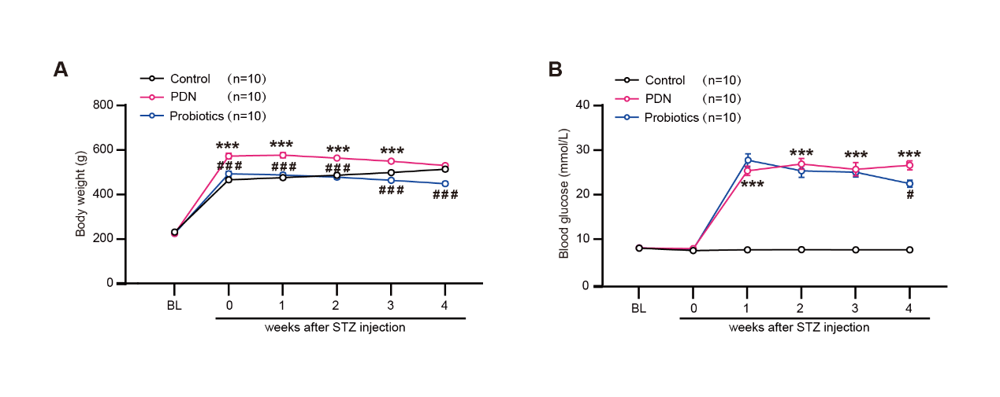 A
Control (n=10)
PDN (n=10)
Probiotics (n=10)
Body weight (g)
800
600
400
200
0
*** *** *** ***
### ### ###
### ###
BL 0 1 2 3 4
weeks after STZ injection
B
Control (n=10)
PDN (n=10)
Probiotics (n=10)
Blood glucose (mmol/L)
40
30
20
10
0
*** *** ***
***
#
BL 0 1 2 3 4
weeks after STZ injection